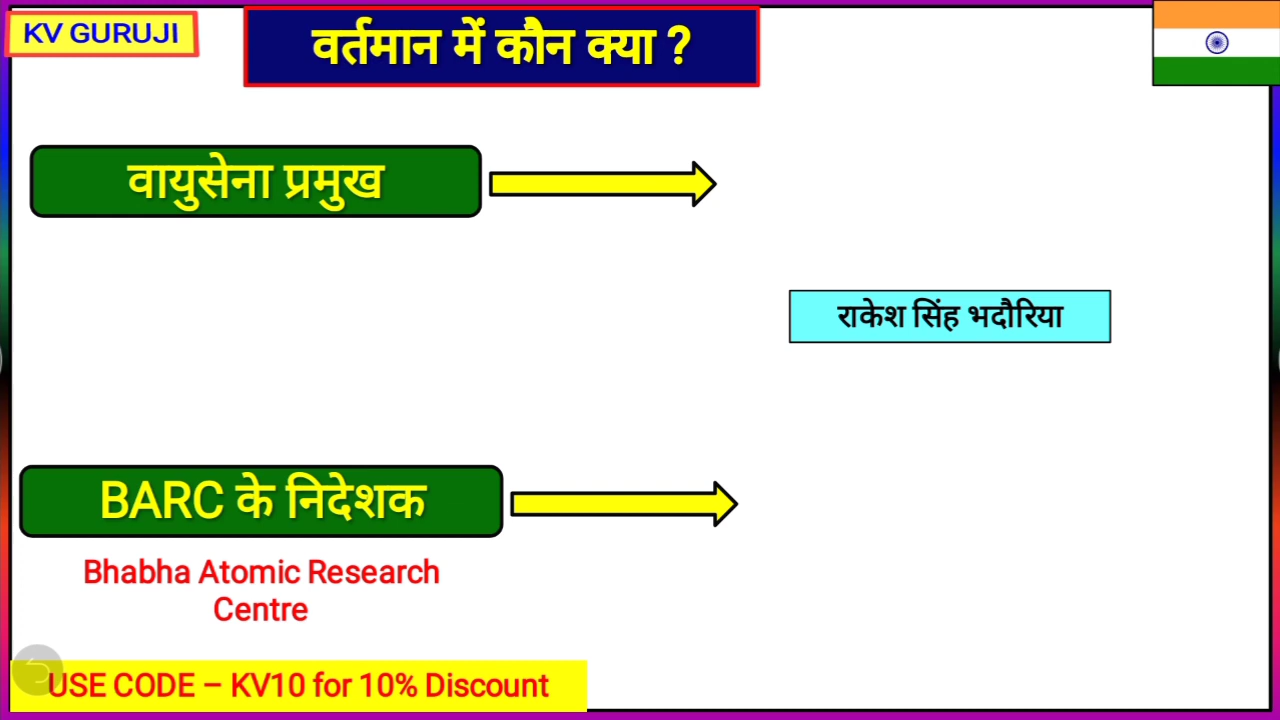 KV GURUJI
वर्तमान में कौन क्या ?
वायुसेना प्रमुख
राकेश सिंह भदौरिया
BARC के निदेशक
Bhabha Atomic Research
Centre
USE CODE – KV10 for 10% Discount